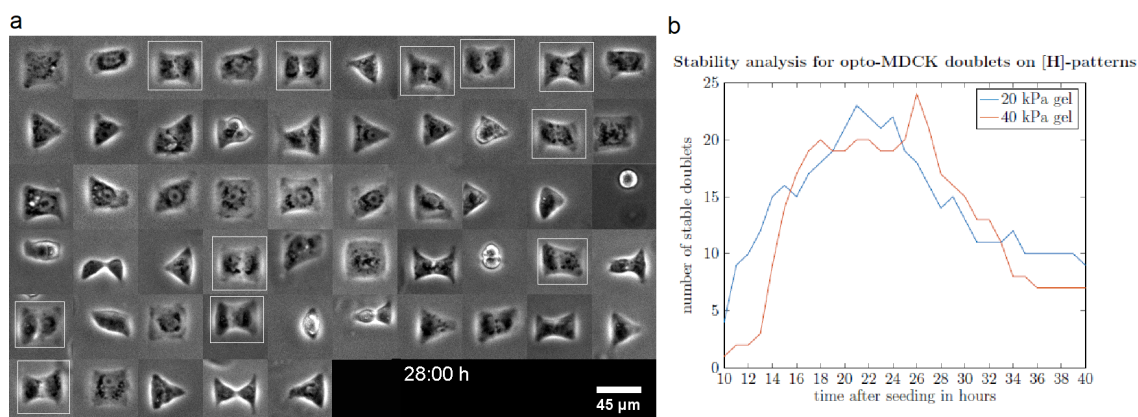 a
28:00 h
45 µm
b
Stability analysis for opto-MDCK doublets on [H]-patterns
20 kPa gel
40 kPa gel
number of stable doublets
25
20
15
10
5
0
10 12 14 16 18 20 22 24 26 28 30 32 34 36 38 40
time after seeding in hours